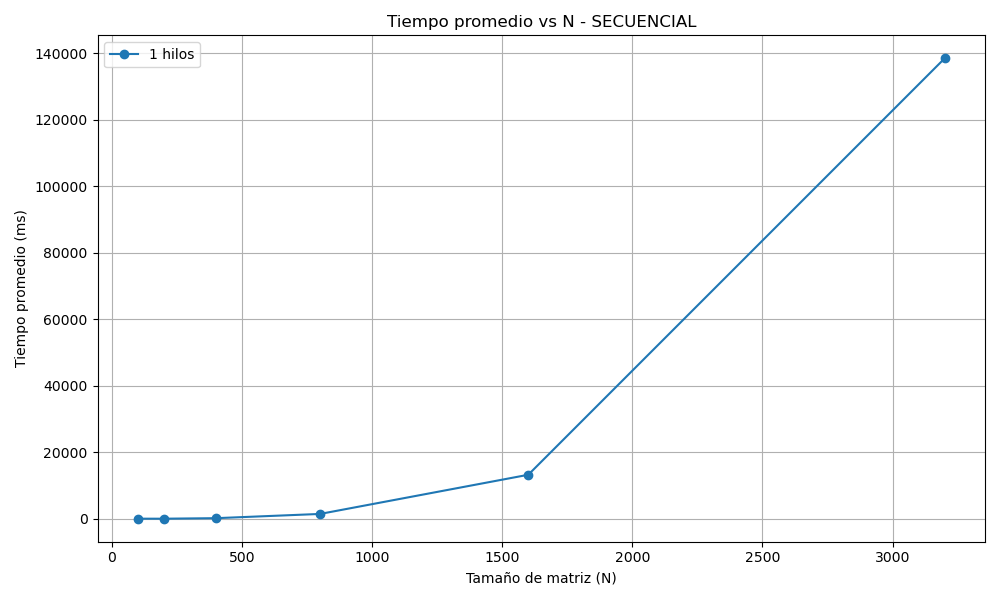 Tiempo promedio vs N - SECUENCIAL
1 hilos
Tiempo promedio (ms)
140000
120000
100000
80000
60000
40000
20000
0
0 500 1000 1500 2000 2500 3000
Tamaño de matriz (N)